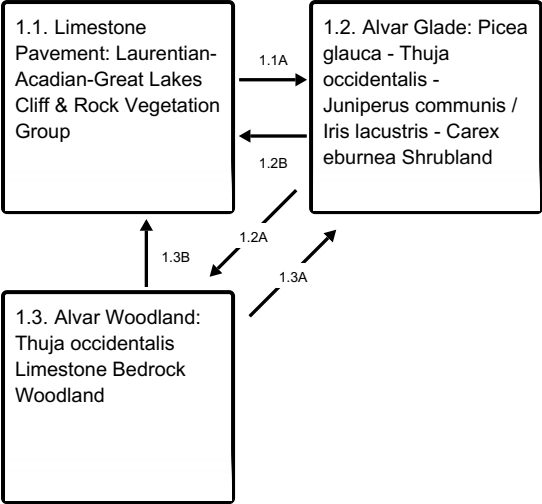 1.1. Limestone
Pavement: Laurentian-
Acadian-Great Lakes
Cliff & Rock Vegetation
Group
1.1A
1.2. Alvar Glade: Picea
glauca - Thuja
occidentalis -
Juniperus communis /
Iris lacustris - Carex
eburnea Shrubland
1.2B
1.2A
1.3B
1.3A
1.3. Alvar Woodland:
Thuja occidentalis
Limestone Bedrock
Woodland